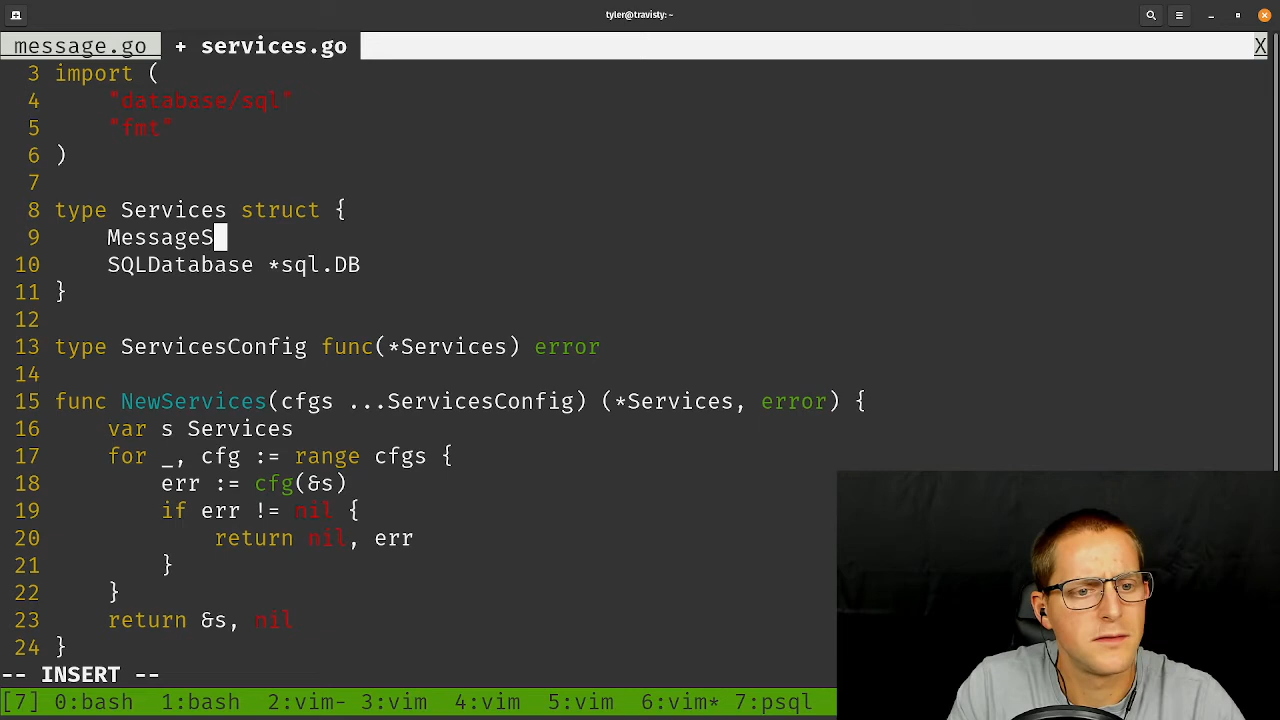 tyler@travisty: ~
message.go + services.go X
3 import (
4 "database/sql"
5 "fmt"
6 )
7
8 type Services struct {
9 MessageS
10 SQLDatabase *sql.DB
11 }
12
13 type ServicesConfig func(*Services) error
14
15 func NewServices(cfgs ...ServicesConfig) (*Services, error) {
16 var s Services
17 for _, cfg := range cfgs {
18 err := cfg(&s)
19 if err != nil {
20 return nil, err
21 }
22 }
23 return &s, nil
24 }
-- INSERT --
[7] 0:bash 1:bash 2:vim- 3:vim 4:vim 5:vim 6:vim* 7:psql